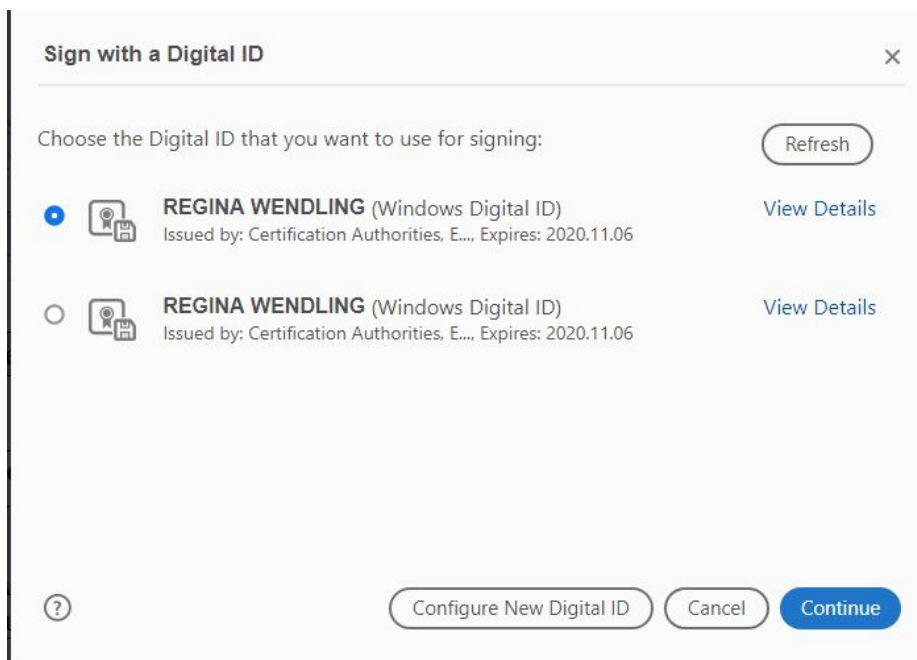 Sign with a Digital ID
Choose the Digital ID that you want to use for signing:
Refresh
REGINA WENDLING (Windows Digital ID)
View Details
Issued by: Certification Authorities, E..., Expires: 2020.11.06
REGINA WENDLING (Windows Digital ID)
View Details
Issued by: Certification Authorities, E..., Expires: 2020.11.06
?
Configure New Digital ID
Cancel
Continue